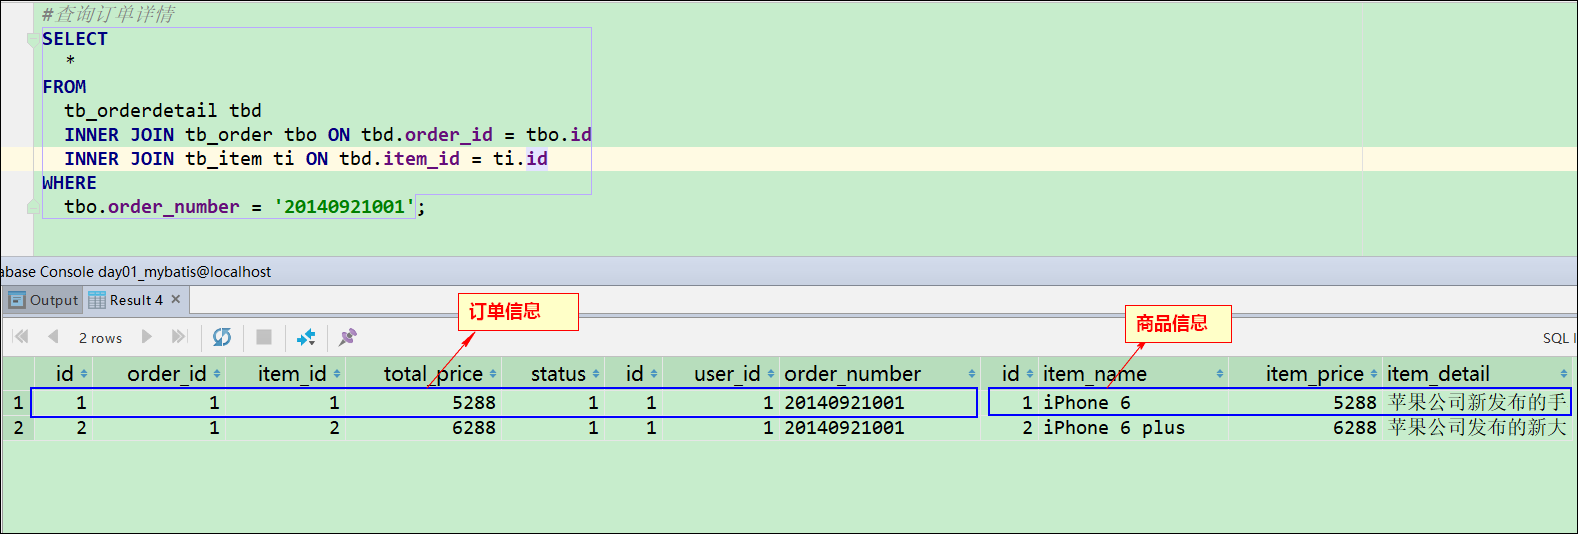 #查询订单详情
SELECT
*
FROM
tb_orderdetail tbd
INNER JOIN tb_order tbo ON tbd.order_id = tbo.id
INNER JOIN tb_item ti ON tbd.item_id = ti.id
WHERE
tbo.order_number = '20140921001';
abase Console day01_mybatis@localhost
Output Result 4
订单信息
商品信息
2 rows SQL
id order_id item_id total_price status id user_id order_number id item_name item_price item_detail
1 1 1 1 5288 1 1 1 20140921001 1 iPhone 6 5288 苹果公司新发布的手
2 2 1 2 6288 1 1 1 20140921001 2 iPhone 6 plus 6288 苹果公司发布的新大